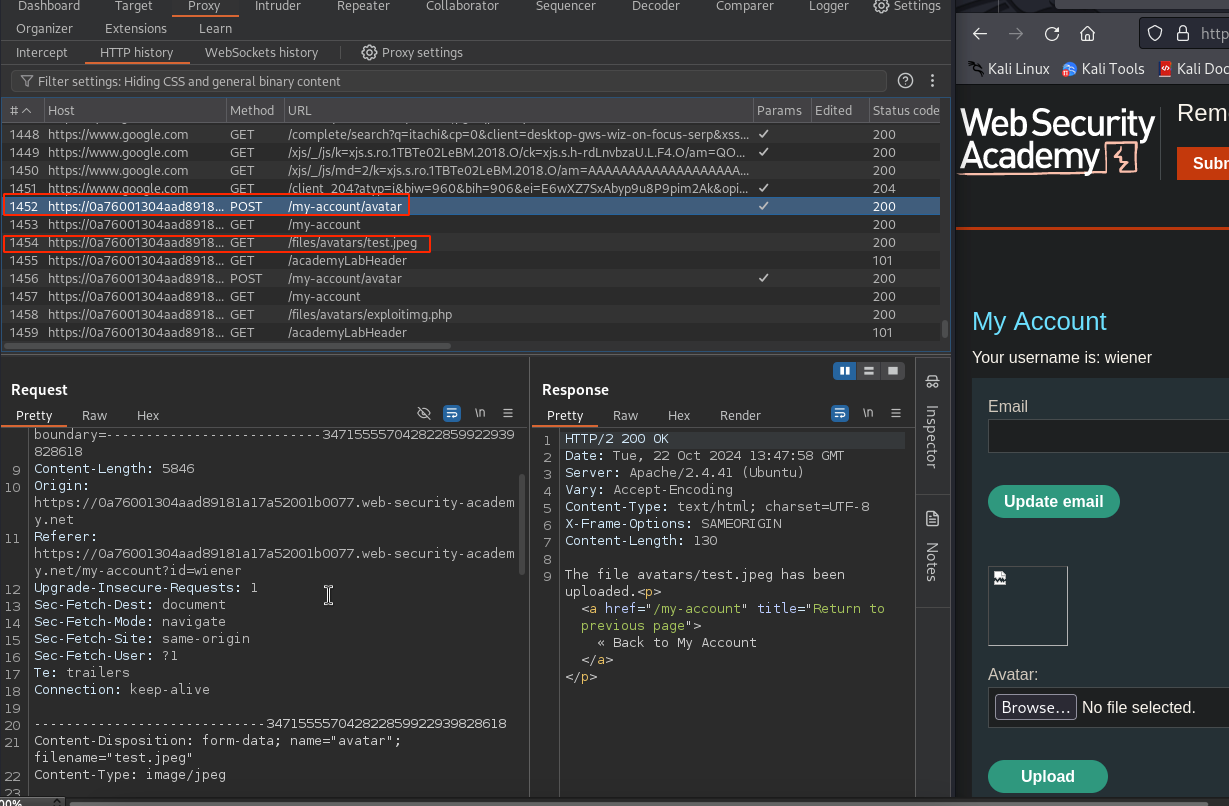 Dashboard Target Proxy Intruder Repeater Collaborator Sequencer Decoder Comparer Logger Settings
Organizer Extensions Learn
Intercept HTTP history WebSockets history Proxy settings
Filter settings: Hiding CSS and general binary content
# Host Method URL Params Edited Status code
1448 https://www.google.com GET /complete/search?q=itachi&cp=0&client=desktop-gws-wiz-on-focus-serp&xss... ✓ 200
1449 https://www.google.com GET /xjs/_/js/k=xjs.s.ro.1TBTe02LeBM.2018.O/ck=xjs.s.h-rdLnvbzaU.L.F4.O/am=QO... ✓ 200
1450 https://www.google.com GET /xjs/_/js/md=2/k=xjs.s.ro.1TBTe02LeBM.2018.O/am=AAAAAAAAAAAAAAAAAAA... 200
1451 https://www.google.com GET /client_204?atyp=i&biw=960&bih=906&ei=E6wXZ7SxAbyp9u8P9pim2Ak&opi... ✓ 204
1452 https://0a76001304aad8918... POST /my-account/avatar ✓ 200
1453 https://0a76001304aad8918... GET /my-account 200
1454 https://0a76001304aad8918... GET /files/avatars/test.jpeg 200
1455 https://0a76001304aad8918... GET /academyLabHeader 101
1456 https://0a76001304aad8918... POST /my-account/avatar ✓ 200
1457 https://0a76001304aad8918... GET /my-account 200
1458 https://0a76001304aad8918... GET /files/avatars/exploitimg.php 200
1459 https://0a76001304aad8918... GET /academyLabHeader 101
Request
Pretty Raw Hex \n
boundary=---------------------------3471555570428228599​22939
828618
9 Content-Length: 5846
10 Origin:
https://0a76001304aad89181a17a52001b0077.web-security-academ
y.net
11 Referer:
https://0a76001304aad89181a17a52001b0077.web-security-academ
y.net/my-account?id=wiener
12 Upgrade-Insecure-Requests: 1
13 Sec-Fetch-Dest: document
14 Sec-Fetch-Mode: navigate
15 Sec-Fetch-Site: same-origin
16 Sec-Fetch-User: ?1
17 Te: trailers
18 Connection: keep-alive
19
20 -----------------------------347155557042822859922939828618
21 Content-Disposition: form-data; name="avatar";
filename="test.jpeg"
22 Content-Type: image/jpeg
23
Response
Pretty Raw Hex Render \n
1 HTTP/2 200 OK
2 Date: Tue, 22 Oct 2024 13:47:58 GMT
3 Server: Apache/2.4.41 (Ubuntu)
4 Vary: Accept-Encoding
5 Content-Type: text/html; charset=UTF-8
6 X-Frame-Options: SAMEORIGIN
7 Content-Length: 130
8
9 The file avatars/test.jpeg has been
uploaded.<p>
<a href="/my-account" title="Return to
previous page">
« Back to My Account
</a>
</p>
Inspector
Notes
http
Kali Linux Kali Tools Kali Doc
WebSecurity
Academy
Rem
Subm
My Account
Your username is: wiener
Email
Update email
Avatar:
Browse... No file selected.
Upload
00%